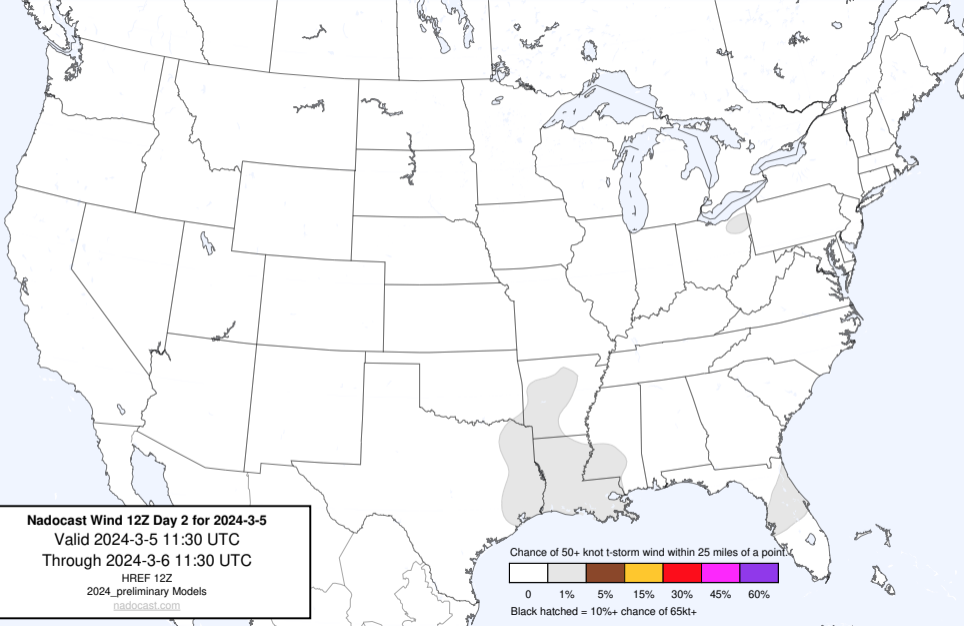 Nadocast Wind 12Z Day 2 for 2024-3-5
Valid 2024-3-5 11:30 UTC
Through 2024-3-6 11:30 UTC
HREF 12Z
2024_preliminary Models
nadocast.com
Chance of 50+ knot t-storm wind within 25 miles of a point.
0 1% 5% 15% 30% 45% 60%
Black hatched = 10%+ chance of 65kt+